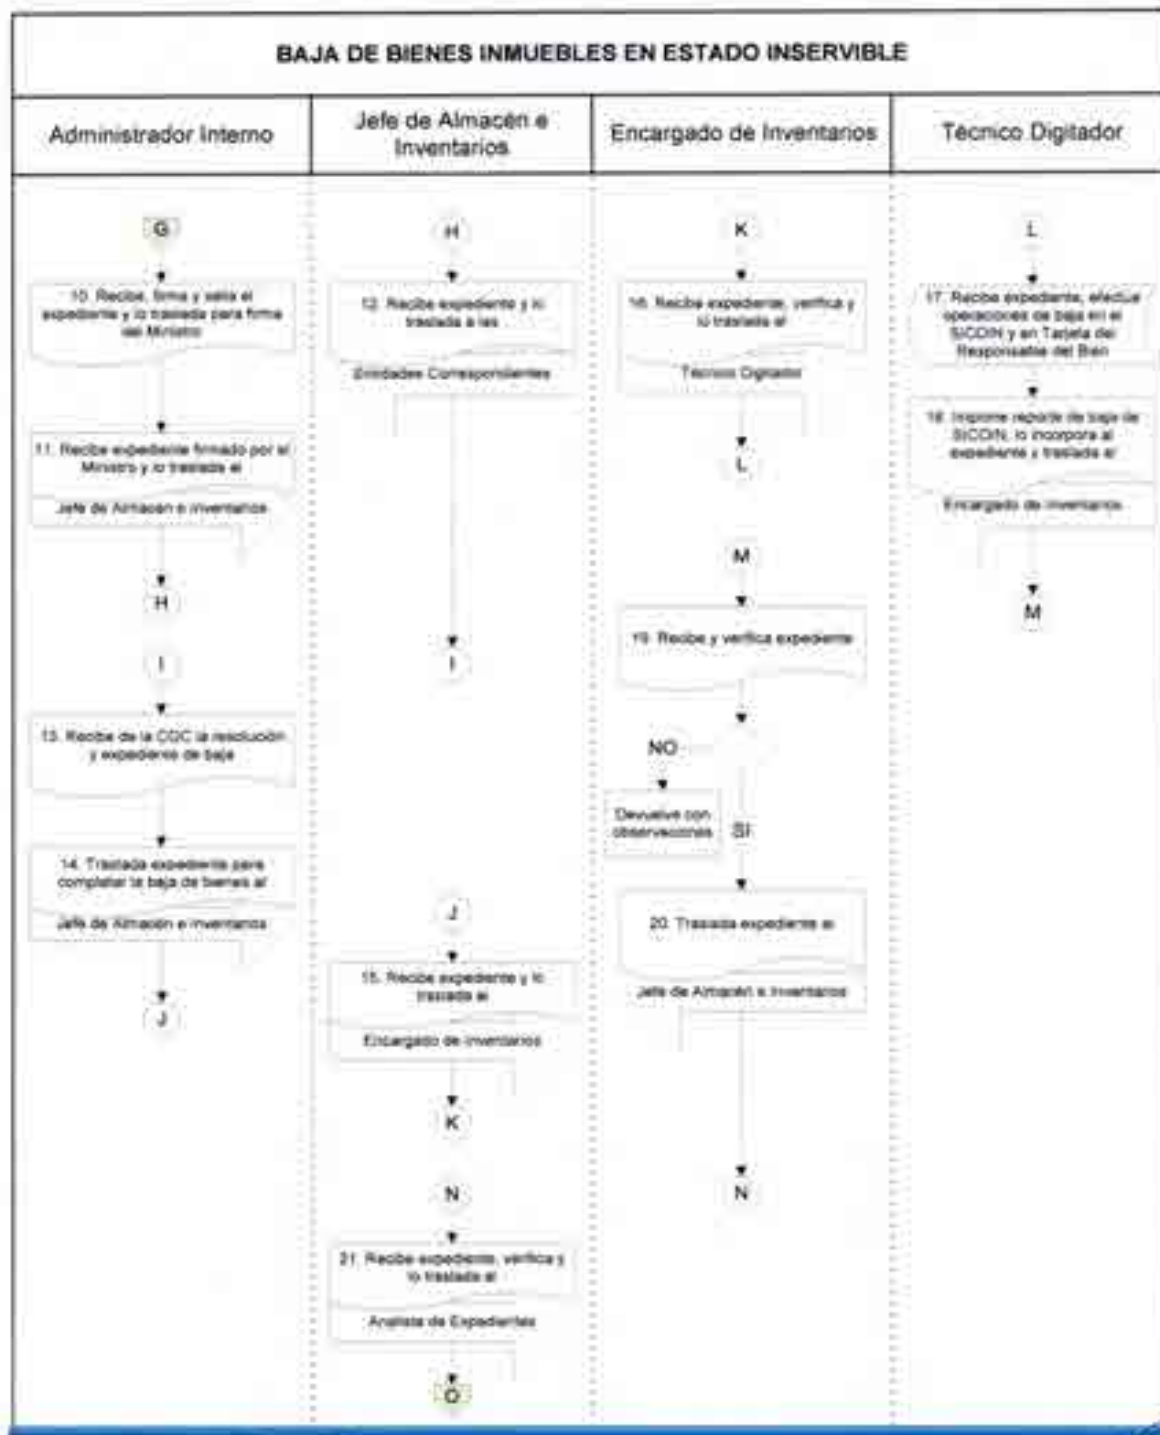 BAJA DE BIENES INMUEBLES EN ESTADO INSERVIBLE
Administrador Interno
Jefe de Almacén e
Inventarios
Encargado de Inventarios
Técnico Digitador
G
10. Recibe, firma y sella el
expediente y lo traslada para firma
del Ministro
11. Recibe expediente firmado por el
Ministro y lo traslada al
Jefe de Almacén e Inventarios
H
I
13. Recibe de la CGC la resolución
y expediente de baja
14. Traslada expediente para
completar la baja de bienes al
Jefe de Almacén e Inventarios
J
H
12. Recibe expediente y lo
traslada a las
Entidades Correspondientes
I
J
15. Recibe expediente y lo
traslada al
Encargado de Inventarios
K
N
21. Recibe expediente, verifica y
lo traslada al
Analista de Expedientes
O
K
16. Recibe expediente, verifica y
lo traslada al
Técnico Digitador
L
M
19. Recibe y verifica expediente
NO
Devuelve con
observaciones
SI
20. Traslada expediente al
Jefe de Almacén e Inventarios
N
L
17. Recibe expediente, efectúa
operaciones de baja en el
SICOIN y en Tarjeta del
Responsable del Bien
18. Imprime reporte de baja de
SICOIN, lo incorpora al
expediente y traslada al
Encargado de Inventarios
M